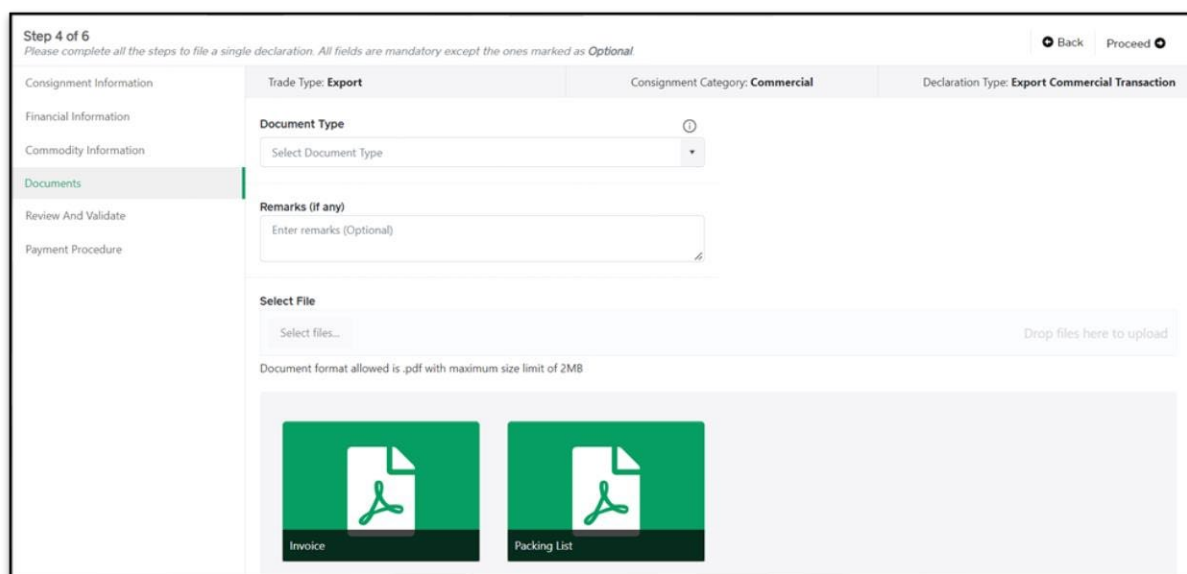 Step 4 of 6
Please complete all the steps to file a single declaration. All fields are mandatory except the ones marked as Optional.
Back Proceed
Consignment Information
Financial Information
Commodity Information
Documents
Review And Validate
Payment Procedure
Trade Type: Export Consignment Category: Commercial Declaration Type: Export Commercial Transaction
Document Type
Select Document Type
Remarks (if any)
Enter remarks (Optional)
Select File
Select files... Drop files here to upload
Document format allowed is .pdf with maximum size limit of 2MB
Invoice Packing List